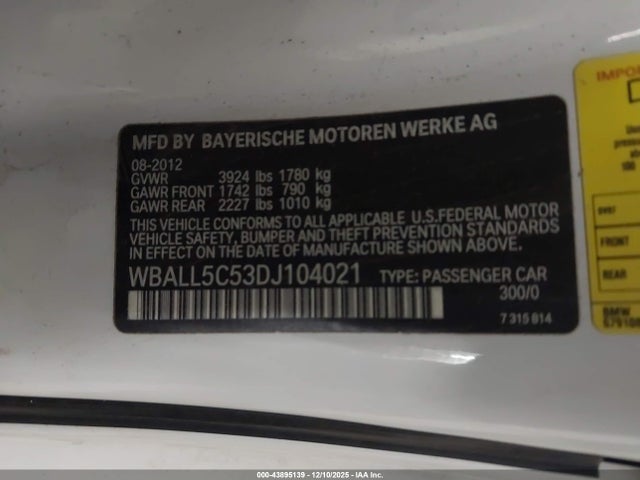 MFD BY BAYERISCHE MOTOREN WERKE AG
08-2012
GVWR 3924 lbs 1780 kg
GAWR FRONT 1742 lbs 790 kg
GAWR REAR 2227 lbs 1010 kg
THIS VEHICLE CONFORMS TO ALL APPLICABLE U.S.FEDERAL MOTOR
VEHICLE SAFETY, BUMPER AND THEFT PREVENTION STANDARDS
IN EFFECT ON THE DATE OF MANUFACTURE SHOWN ABOVE.
WBALL5C53DJ104021 TYPE: PASSENGER CAR
300/0
7 315 814
FRONT
REAR
BMW
000-43895139 - 12/10/2025 - IAA Inc.